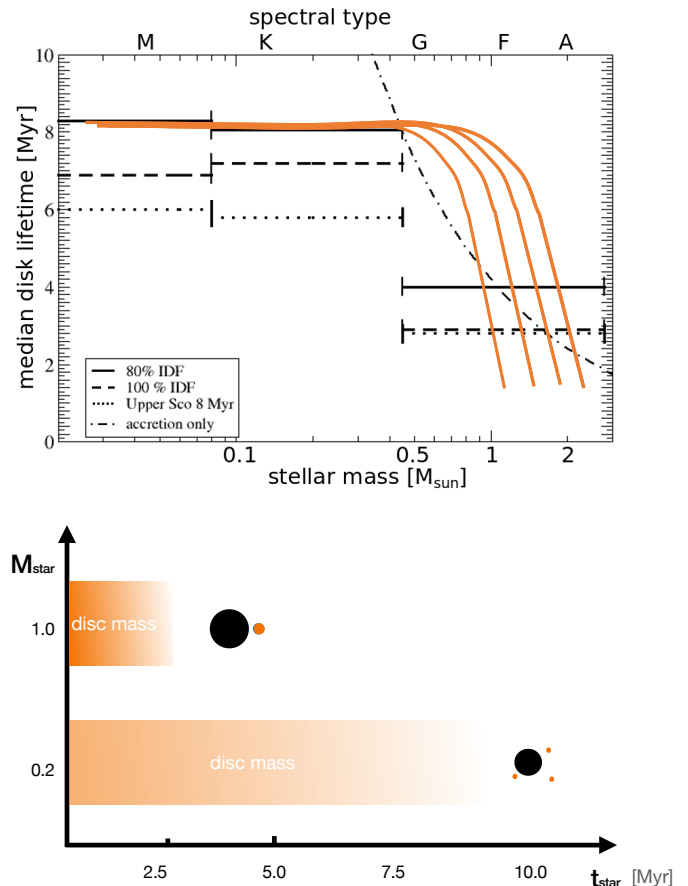 spectral type
M K G F A
10
8
6
4
2
0
median disk lifetime [Myr]
80% IDF
100 % IDF
Upper Sco 8 Myr
accretion only
0.1 0.5 1 2
stellar mass [Msun]
Mstar
1.0
disc mass
0.2
disc mass
2.5 5.0 7.5 10.0
tstar [Myr]